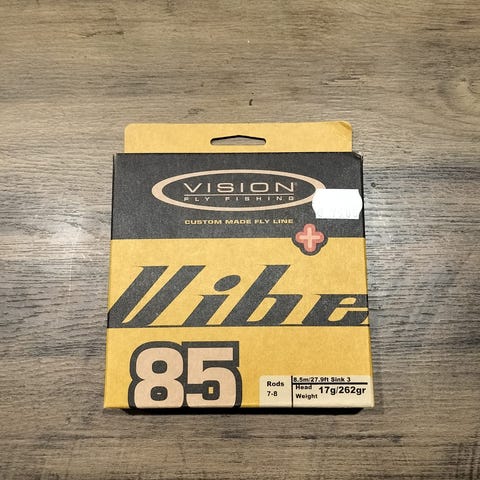 VISION®
FLY FISHING
CUSTOM MADE FLY LINE
+
Vibe
85
Rods
7-8
8.5m/27.9ft Sink 3
Head
Weight
17g/262gr